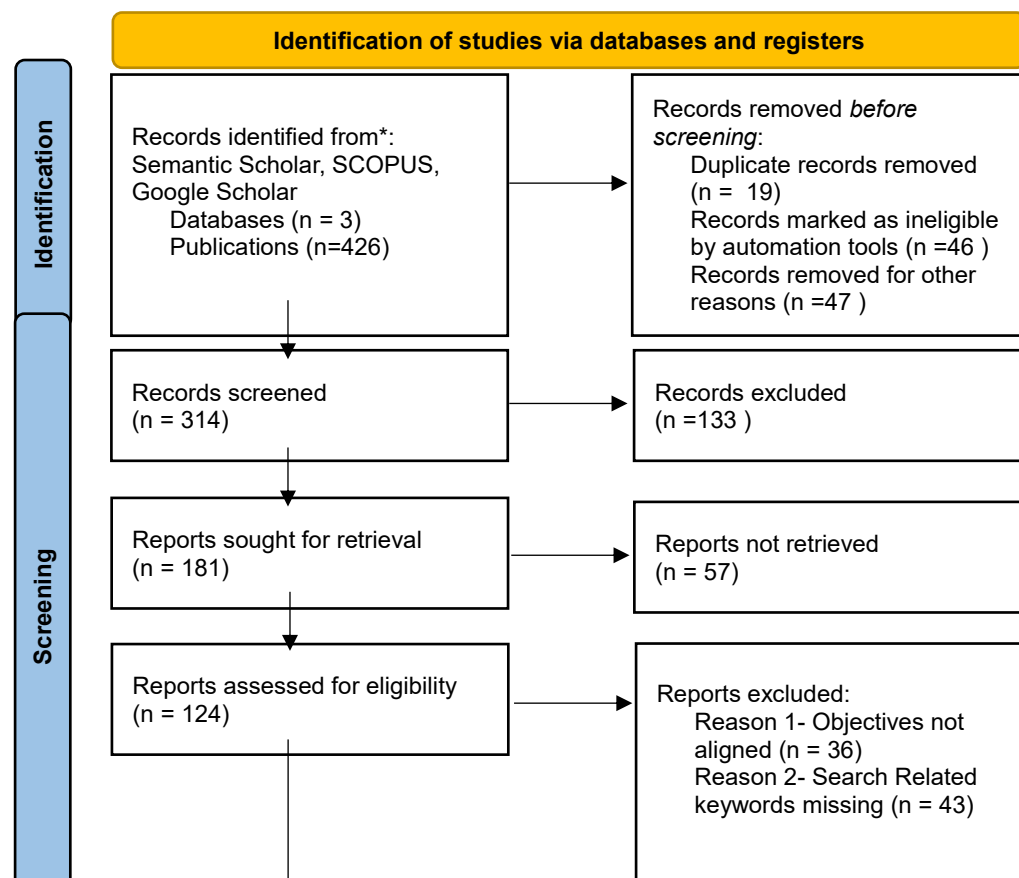 Identification of studies via databases and registers
Identification
Records identified from*:
Semantic Scholar, SCOPUS,
Google Scholar
Databases (n = 3)
Publications (n=426)
Records removed before
screening:
Duplicate records removed
(n =  19)
Records marked as ineligible
by automation tools (n =46 )
Records removed for other
reasons (n =47 )
Screening
Records screened
(n = 314)
Records excluded
(n =133 )
Reports sought for retrieval
(n = 181)
Reports not retrieved
(n = 57)
Reports assessed for eligibility
(n = 124)
Reports excluded:
Reason 1- Objectives not
aligned (n = 36)
Reason 2- Search Related
keywords missing (n = 43)